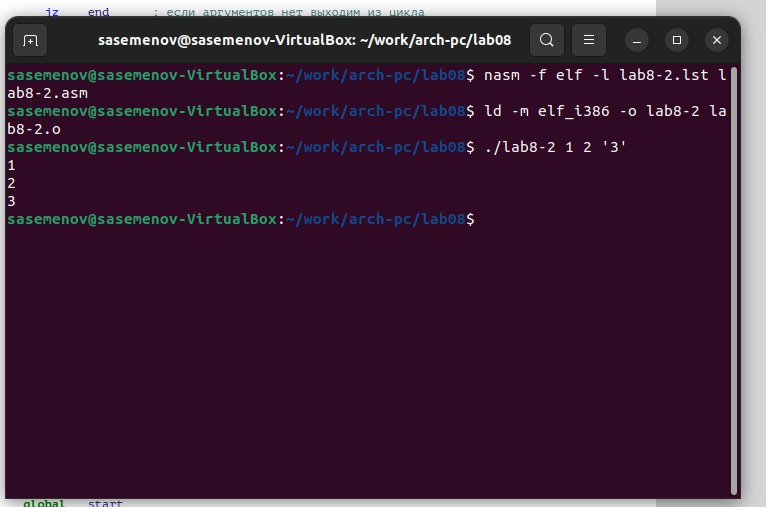 jz end ; если аргументов нет выходим из цикла
sasemenov@sasemenov-VirtualBox: ~/work/arch-pc/lab08
sasemenov@sasemenov-VirtualBox:~/work/arch-pc/lab08$ nasm -f elf -l lab8-2.lst l
ab8-2.asm
sasemenov@sasemenov-VirtualBox:~/work/arch-pc/lab08$ ld -m elf_i386 -o lab8-2 la
b8-2.o
sasemenov@sasemenov-VirtualBox:~/work/arch-pc/lab08$ ./lab8-2 1 2 '3'
1
2
3
sasemenov@sasemenov-VirtualBox:~/work/arch-pc/lab08$
global _start